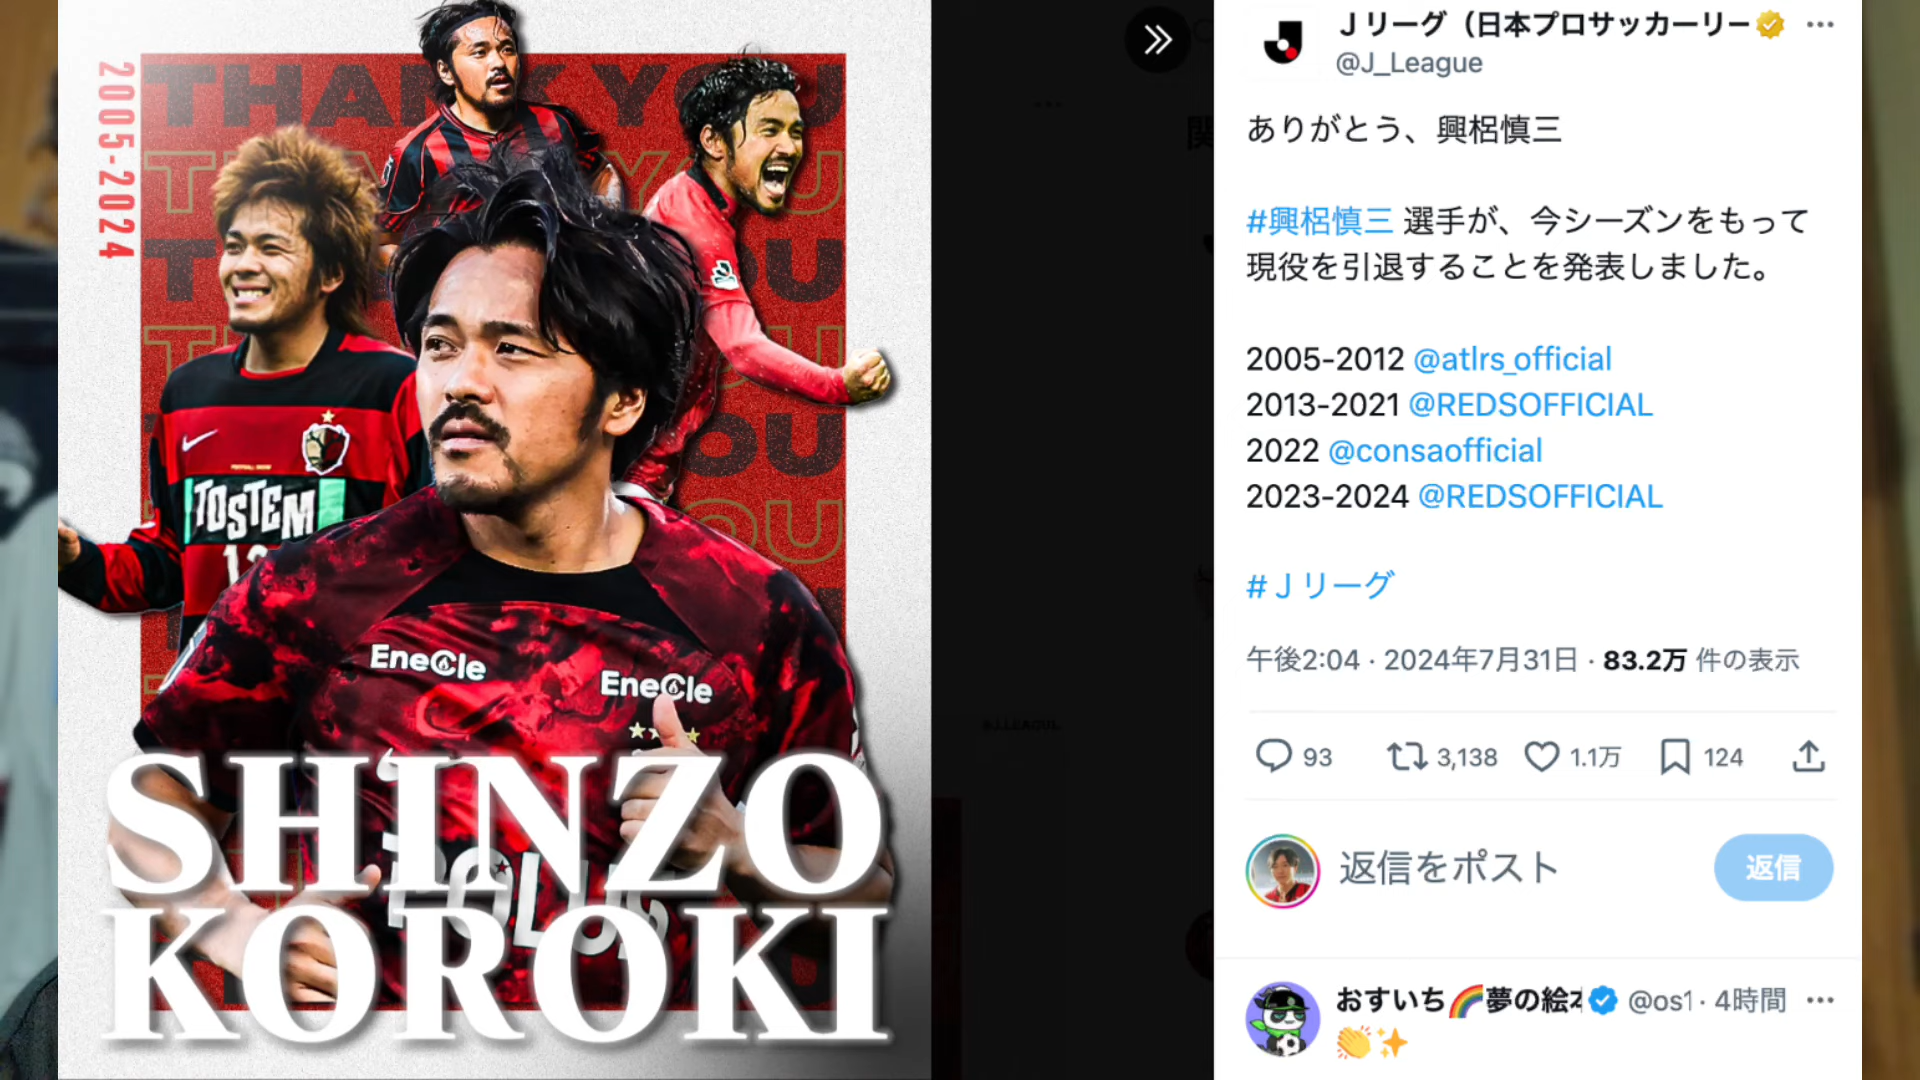 2005-2024
THANK YOU
TOSTEM
EneCle
EneCle
POLUS
SHINZO
KOROKI
Jリーグ（日本プロサッカーリー
@J_League
ありがとう、興梠慎三
#興梠慎三 選手が、今シーズンをもって
現役を引退することを発表しました。
2005-2012 @atlrs_official
2013-2021 @REDSOFFICIAL
2022 @consaofficial
2023-2024 @REDSOFFICIAL
#Ｊリーグ
午後2:04 · 2024年7月31日 · 83.2万 件の表示
93 3,138 1.1万 124
返信をポスト
返信
おすいち🌈夢の絵本 @os1 · 4時間
👏✨